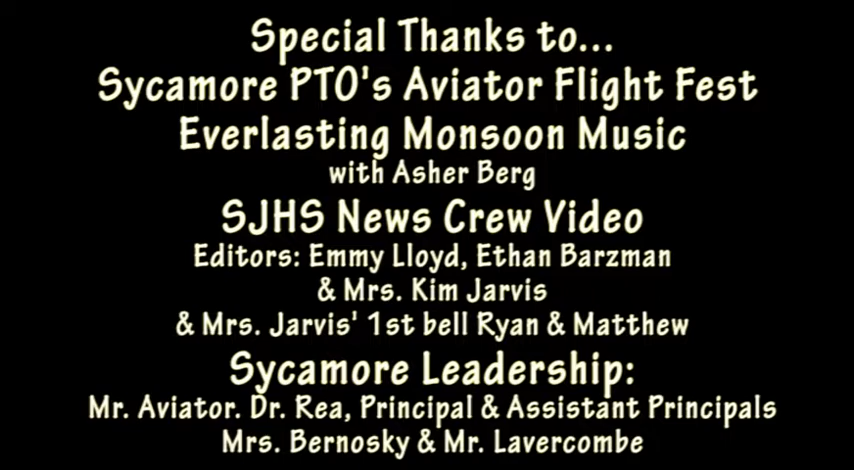 Special Thanks to...
Sycamore PTO's Aviator Flight Fest
Everlasting Monsoon Music
with Asher Berg
SJHS News Crew Video
Editors: Emmy Lloyd, Ethan Barzman
& Mrs. Kim Jarvis
& Mrs. Jarvis' 1st bell Ryan & Matthew
Sycamore Leadership:
Mr. Aviator. Dr. Rea, Principal & Assistant Principals
Mrs. Bernosky & Mr. Lavercombe